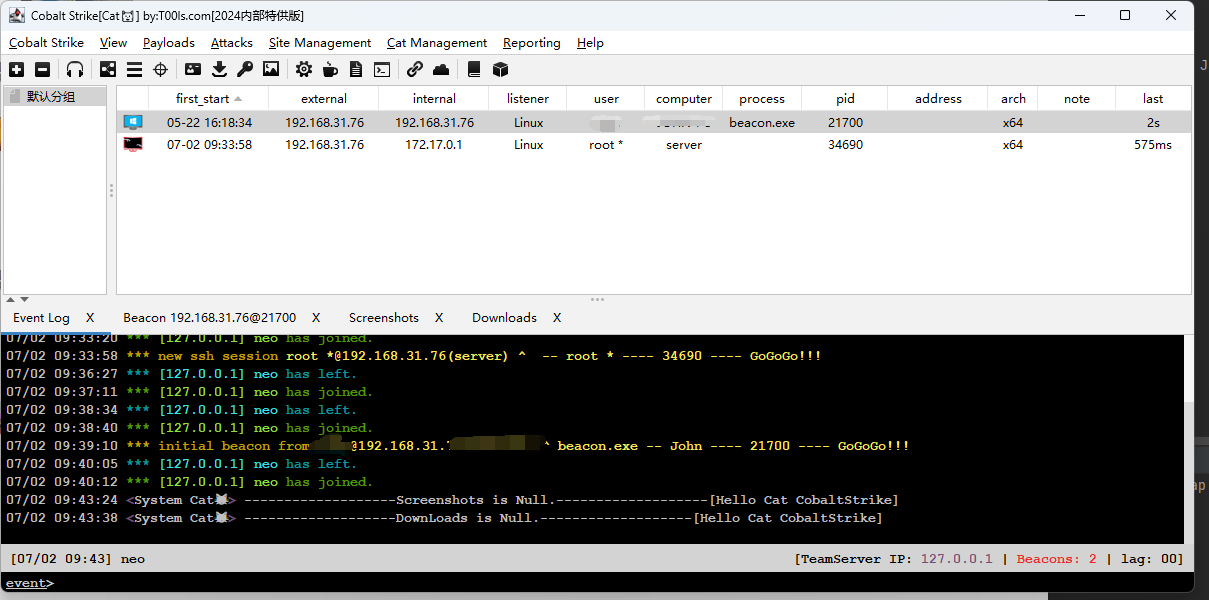 Cobalt Strike[Cat🐱] by:T00ls.com[2024内部特供版]
Cobalt Strike View Payloads Attacks Site Management Cat Management Reporting Help
默认分组
first_start external internal listener user computer process pid address arch note last
05-22 16:18:34 192.168.31.76 192.168.31.76 Linux beacon.exe 21700 x64 2s
07-02 09:33:58 192.168.31.76 172.17.0.1 Linux root * server 34690 x64 575ms
Event Log X Beacon 192.168.31.76@21700 X Screenshots X Downloads X
07/02 09:33:20 *** [127.0.0.1] neo has joined.
07/02 09:33:58 *** new ssh session root *@192.168.31.76(server) ^ -- root * ---- 34690 ---- GoGoGo!!!
07/02 09:36:27 *** [127.0.0.1] neo has left.
07/02 09:37:11 *** [127.0.0.1] neo has joined.
07/02 09:38:34 *** [127.0.0.1] neo has left.
07/02 09:38:40 *** [127.0.0.1] neo has joined.
07/02 09:39:10 *** initial beacon from @192.168.31. ^ beacon.exe -- John ---- 21700 ---- GoGoGo!!!
07/02 09:40:05 *** [127.0.0.1] neo has left.
07/02 09:40:12 *** [127.0.0.1] neo has joined.
07/02 09:43:24 <System Cat🐱> -------------------Screenshots is Null.-------------------[Hello Cat CobaltStrike]
07/02 09:43:38 <System Cat🐱> -------------------DownLoads is Null.-------------------[Hello Cat CobaltStrike]
[07/02 09:43] neo [TeamServer IP: 127.0.0.1 | Beacons: 2 | lag: 00]
event>